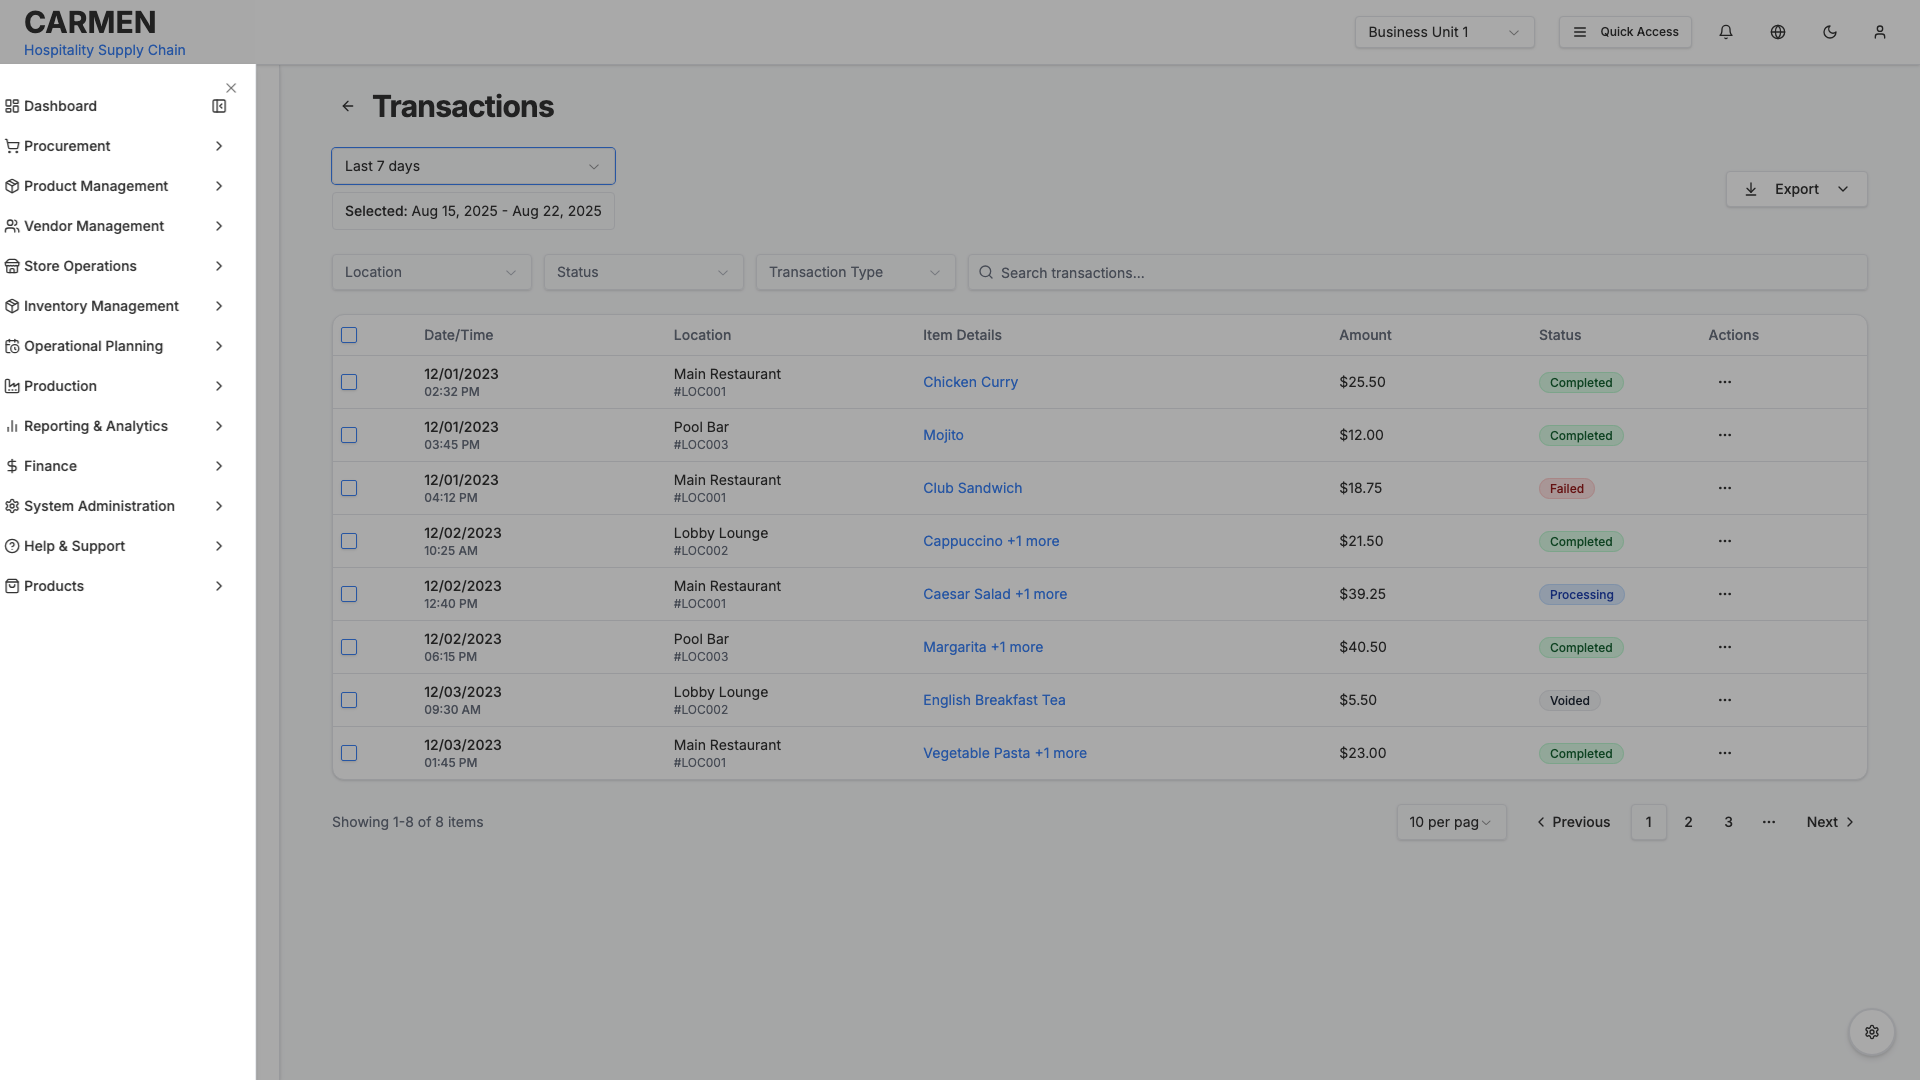 CARMEN
Hospitality Supply Chain
Business Unit 1
Quick Access
Dashboard
Procurement
Product Management
Vendor Management
Store Operations
Inventory Management
Operational Planning
Production
Reporting & Analytics
Finance
System Administration
Help & Support
Products
Transactions
Last 7 days
Selected: Aug 15, 2025 - Aug 22, 2025
Export
Location Status Transaction Type Search transactions...
Date/Time Location Item Details Amount Status Actions
12/01/2023 Main Restaurant Chicken Curry $25.50 Completed
02:32 PM #LOC001
12/01/2023 Pool Bar Mojito $12.00 Completed
03:45 PM #LOC003
12/01/2023 Main Restaurant Club Sandwich $18.75 Failed
04:12 PM #LOC001
12/02/2023 Lobby Lounge Cappuccino +1 more $21.50 Completed
10:25 AM #LOC002
12/02/2023 Main Restaurant Caesar Salad +1 more $39.25 Processing
12:40 PM #LOC001
12/02/2023 Pool Bar Margarita +1 more $40.50 Completed
06:15 PM #LOC003
12/03/2023 Lobby Lounge English Breakfast Tea $5.50 Voided
09:30 AM #LOC002
12/03/2023 Main Restaurant Vegetable Pasta +1 more $23.00 Completed
01:45 PM #LOC001
Showing 1-8 of 8 items
10 per pag Previous 1 2 3 ... Next